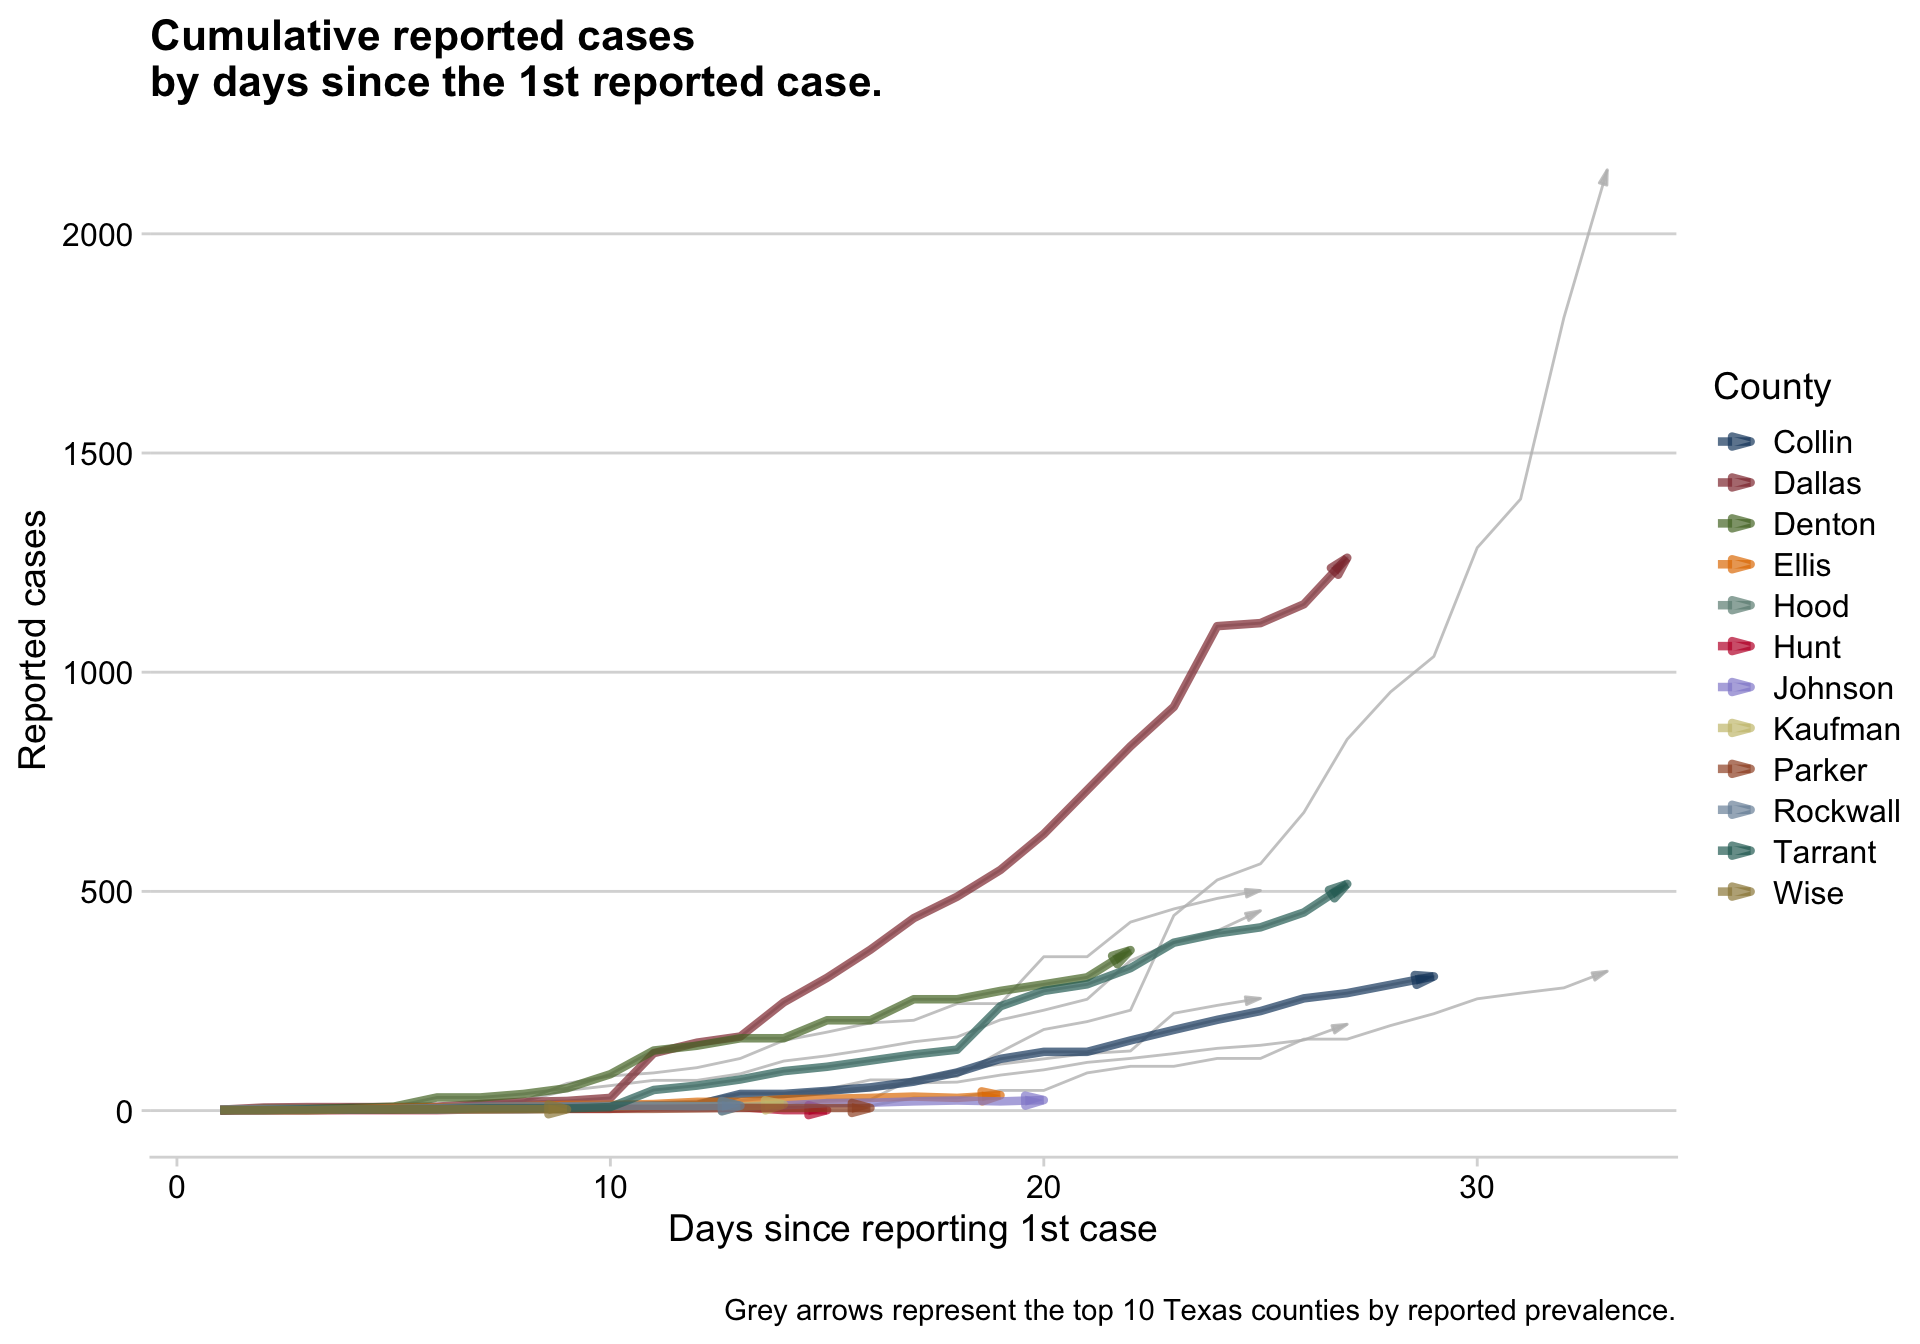 Cumulative reported cases
by days since the 1st reported case.
2000
1500
1000
500
0
Reported cases
0
10
20
30
Days since reporting 1st case
County
Collin
Dallas
Denton
Ellis
Hood
Hunt
Johnson
Kaufman
Parker
Rockwall
Tarrant
Wise
Grey arrows represent the top 10 Texas counties by reported prevalence.